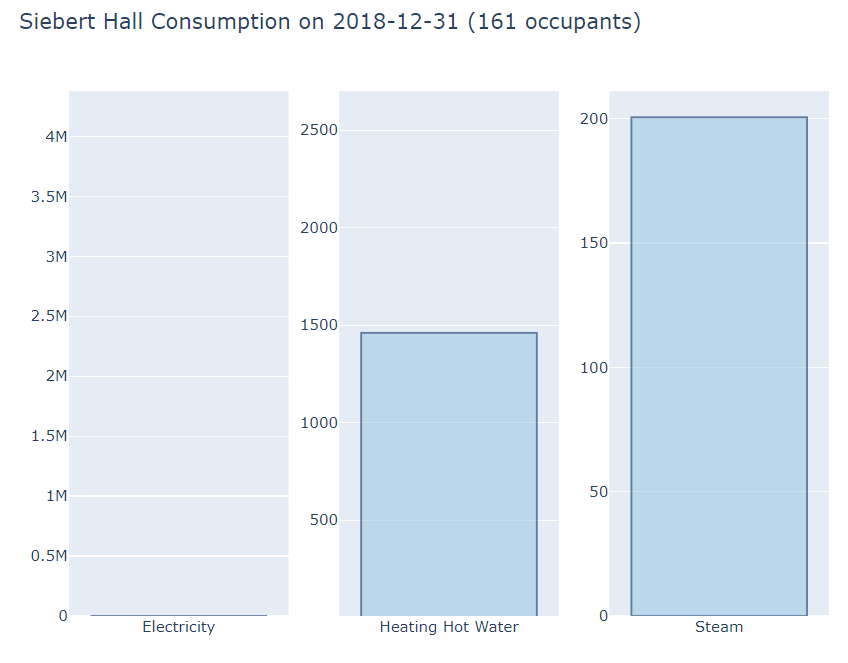 Siebert Hall Consumption on 2018-12-31 (161 occupants)
4M
3.5M
3M
2.5M
2M
1.5M
1M
0.5M
0
Electricity
2500
2000
1500
1000
500
Heating Hot Water
200
150
100
50
0
Steam